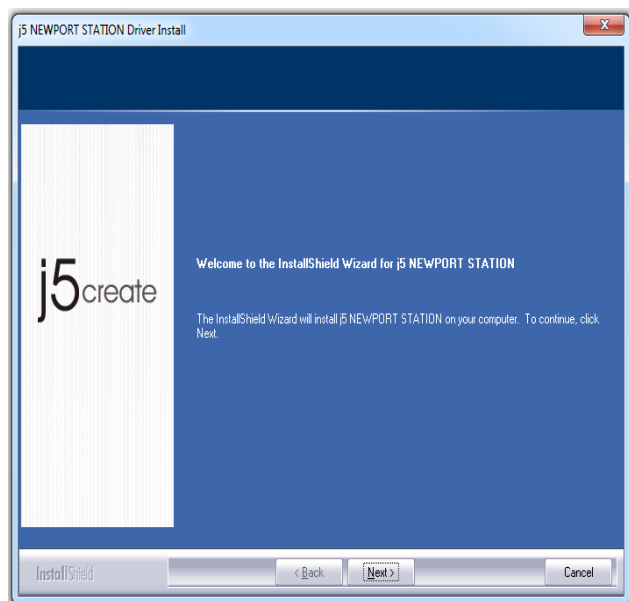 j5 NEWPORT STATION Driver Install
X
j5create
Welcome to the InstallShield Wizard for j5 NEWPORT STATION
The InstallShield Wizard will install j5 NEWPORT STATION on your computer. To continue, click
Next.
InstallShield
< Back
Next >
Cancel